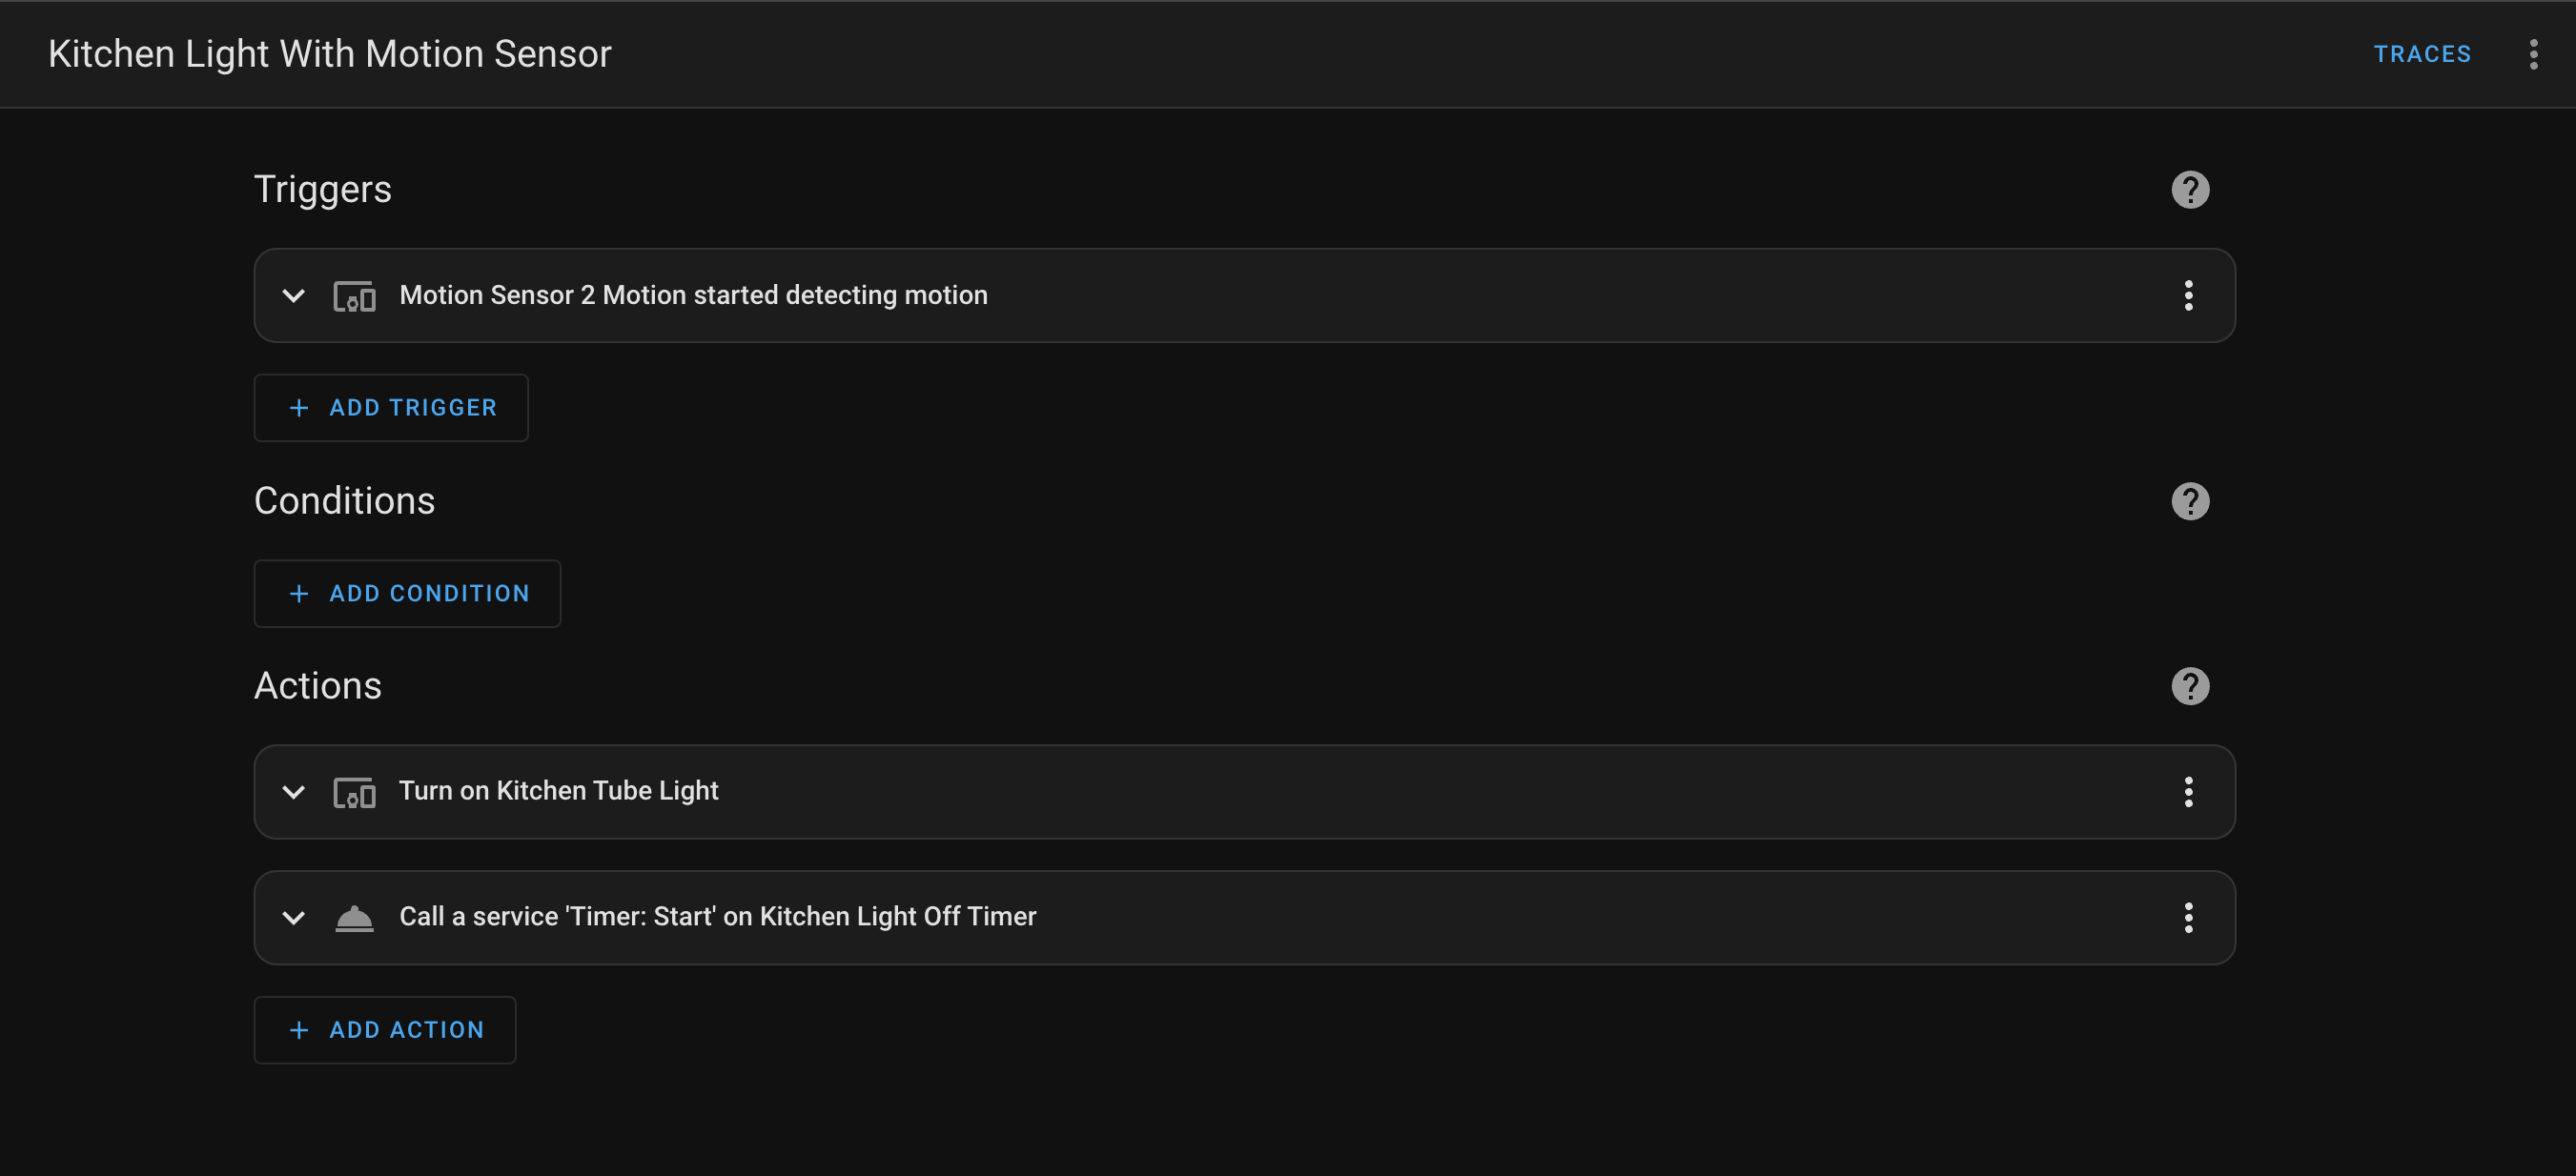 Kitchen Light With Motion Sensor
TRACES
Triggers
?
Motion Sensor 2 Motion started detecting motion
+ ADD TRIGGER
Conditions
?
+ ADD CONDITION
Actions
?
Turn on Kitchen Tube Light
Call a service 'Timer: Start' on Kitchen Light Off Timer
+ ADD ACTION